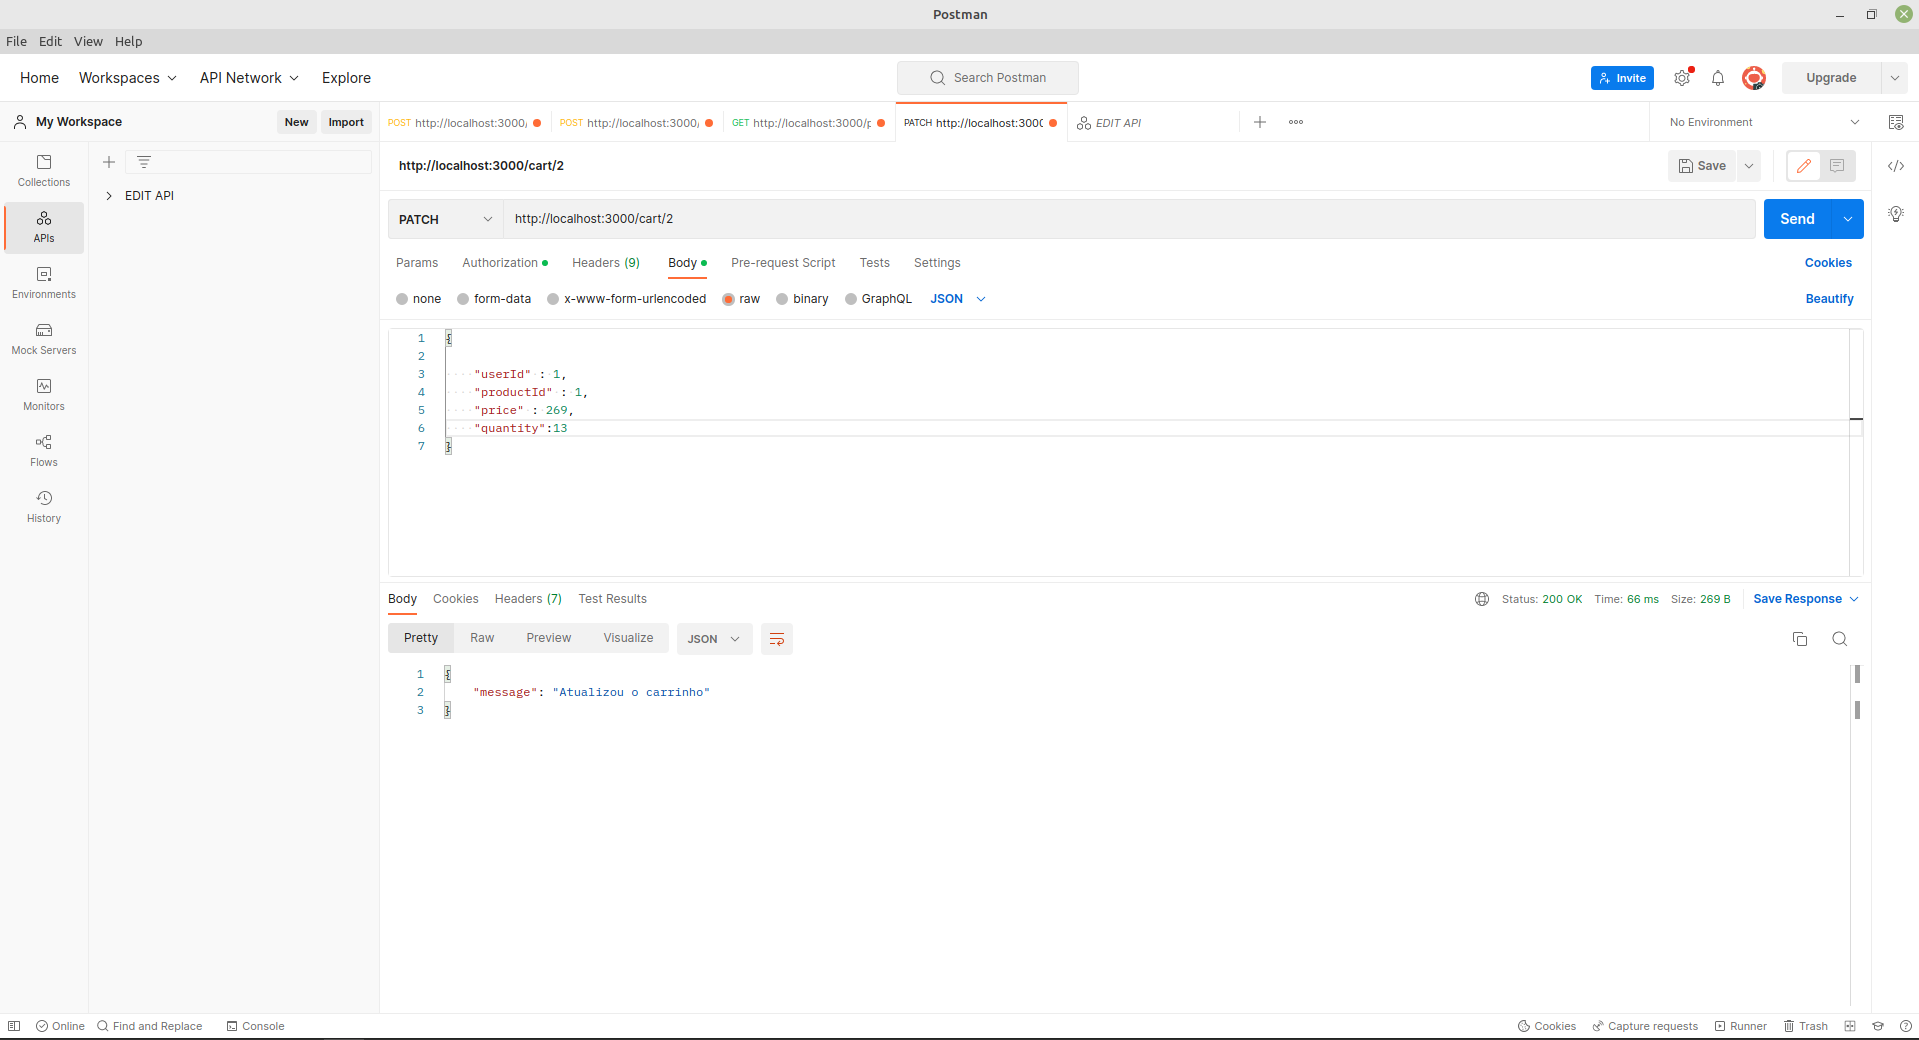 Postman
File Edit View Help
Home Workspaces API Network Explore Search Postman Invite Upgrade
My Workspace New Import POST http://localhost:3000/ POST http://localhost:3000/ GET http://localhost:3000/p PATCH http://localhost:3000 EDIT API No Environment
Collections
APIs
Environments
Mock Servers
Monitors
Flows
History
EDIT API
http://localhost:3000/cart/2 Save
PATCH http://localhost:3000/cart/2 Send
Params Authorization Headers (9) Body Pre-request Script Tests Settings Cookies
none form-data x-www-form-urlencoded raw binary GraphQL JSON Beautify
1 {
2
3 "userId" : 1,
4 "productId" : 1,
5 "price" : 269,
6 "quantity":13
7 }
Body Cookies Headers (7) Test Results Status: 200 OK Time: 66 ms Size: 269 B Save Response
Pretty Raw Preview Visualize JSON
1 {
2 "message": "Atualizou o carrinho"
3 }
Online Find and Replace Console Cookies Capture requests Runner Trash